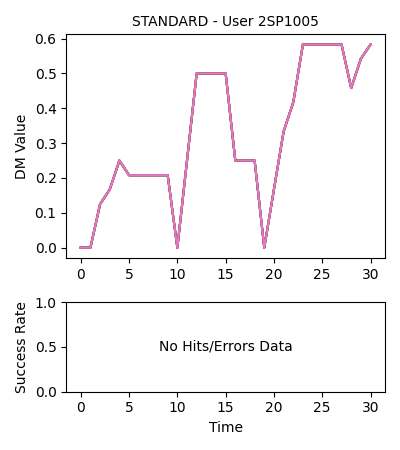 STANDARD - User 2SP1005
DM Value
0.6
0.5
0.4
0.3
0.2
0.1
0.0
0 5 10 15 20 25 30
Success Rate
1.0
0.5
0.0
No Hits/Errors Data
0 5 10 15 20 25 30
Time